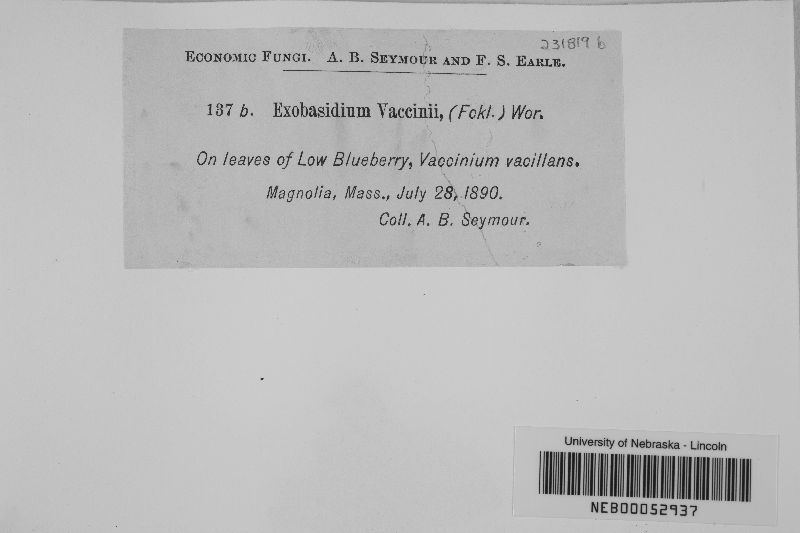 231819 b
Economic Fungi. A. B. Seymour and F. S. Earle.
137 b. Exobasidium Vaccinii, (Fckl.) Wor.
On leaves of Low Blueberry, Vaccinium vacillans.
Magnolia, Mass., July 28, 1890.
Coll. A. B. Seymour.
University of Nebraska - Lincoln
NEB00052937